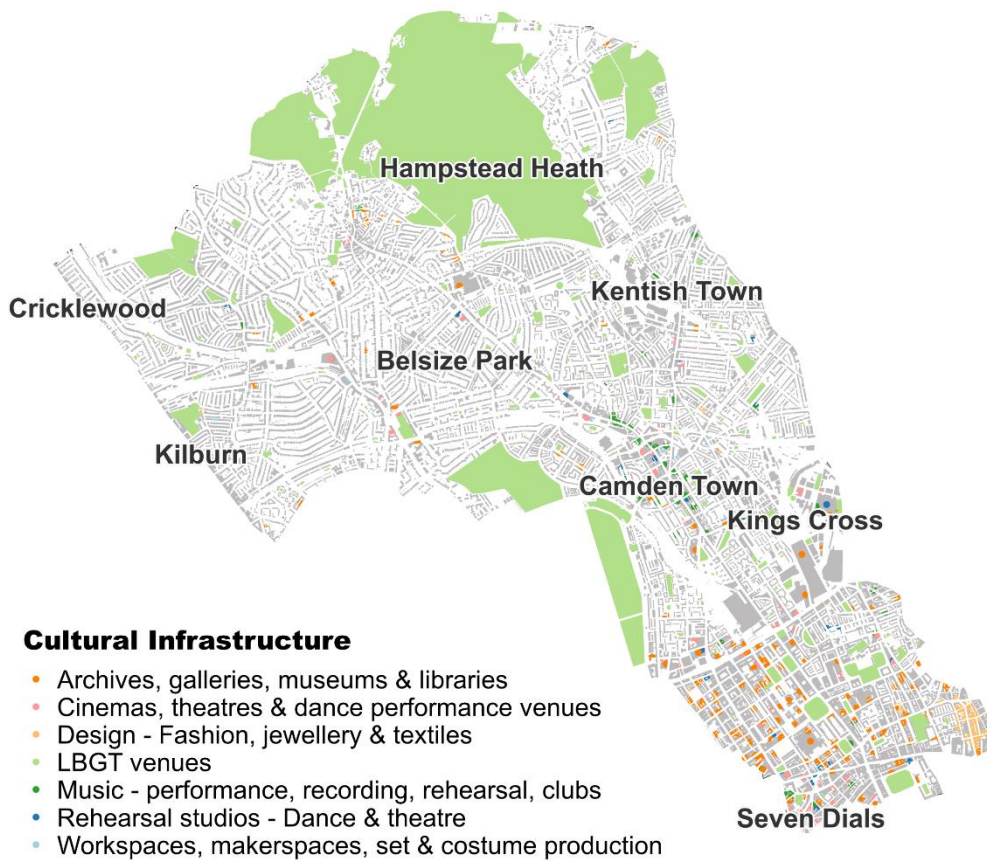 Hampstead Heath
Kentish Town
Cricklewood
Belsize Park
Kilburn
Camden Town
Kings Cross
Cultural Infrastructure
Archives, galleries, museums & libraries
Cinemas, theatres & dance performance venues
Design - Fashion, jewellery & textiles
LBGT venues
Music - performance, recording, rehearsal, clubs
Rehearsal studios - Dance & theatre
Workspaces, makerspaces, set & costume production
Seven Dials